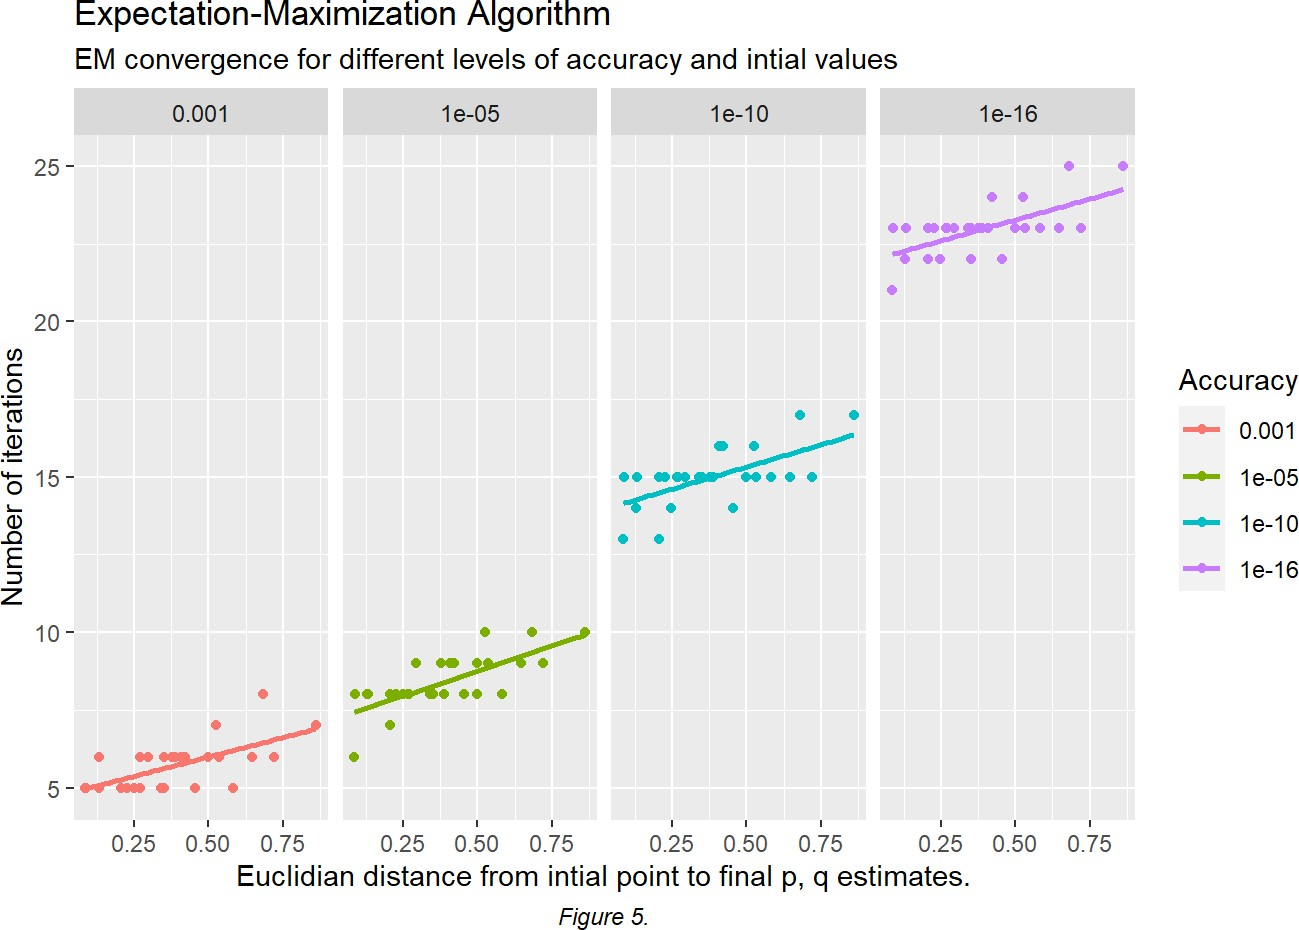 Expectation-Maximization Algorithm
EM convergence for different levels of accuracy and intial values
0.001 1e-05 1e-10 1e-16
25
20
15
10
5
Number of iterations
0.25 0.50 0.75 0.25 0.50 0.75 0.25 0.50 0.75 0.25 0.50 0.75
Euclidian distance from intial point to final p, q estimates.
Figure 5.
Accuracy
0.001
1e-05
1e-10
1e-16